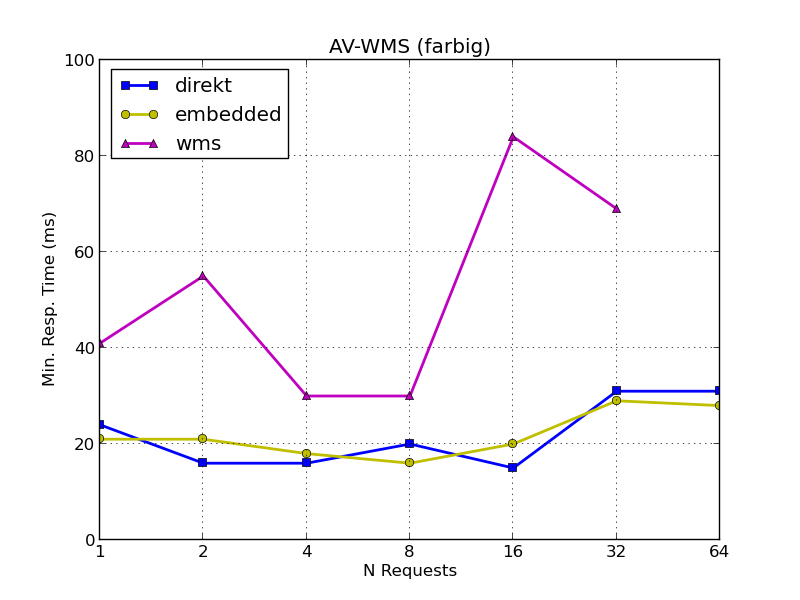 AV-WMS (farbig)
direkt
embedded
wms
Min. Resp. Time (ms)
100
80
60
40
20
0
1 2 4 8 16 32 64
N Requests